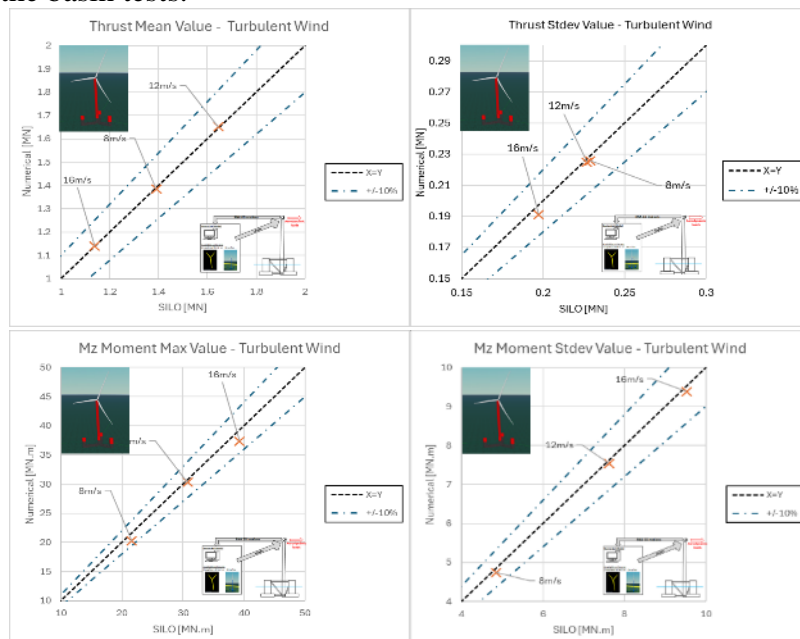 Thrust Mean Value - Turbulent Wind
2
1.9
1.8
1.7
1.6
1.5
1.4
1.3
1.2
1.1
1
Numerical [MN]
12m/s
8m/s
16m/s
X=Y
+/-10%
1
1.2
1.4
1.6
1.8
2
SILO [MN]
Thrust Stdev Value - Turbulent Wind
0.29
0.27
0.25
0.23
0.21
0.19
0.17
0.15
Numerical [MN]
12m/s
16m/s
8m/s
X=Y
+/-10%
0.15
0.2
0.25
0.3
SILO [MN]
Mz Moment Max Value - Turbulent Wind
50
45
40
35
30
25
20
15
10
Numerical [MN.m]
16m/s
m/s
8m/s
X=Y
+/-10%
10
20
30
40
50
SILO [MN.m]
Mz Moment Stdev Value - Turbulent Wind
10
9
8
7
6
5
4
Numerical [MN.m]
16m/s
12m/s
8m/s
X=Y
+/-10%
4
6
8
10
SILO [MN.m]